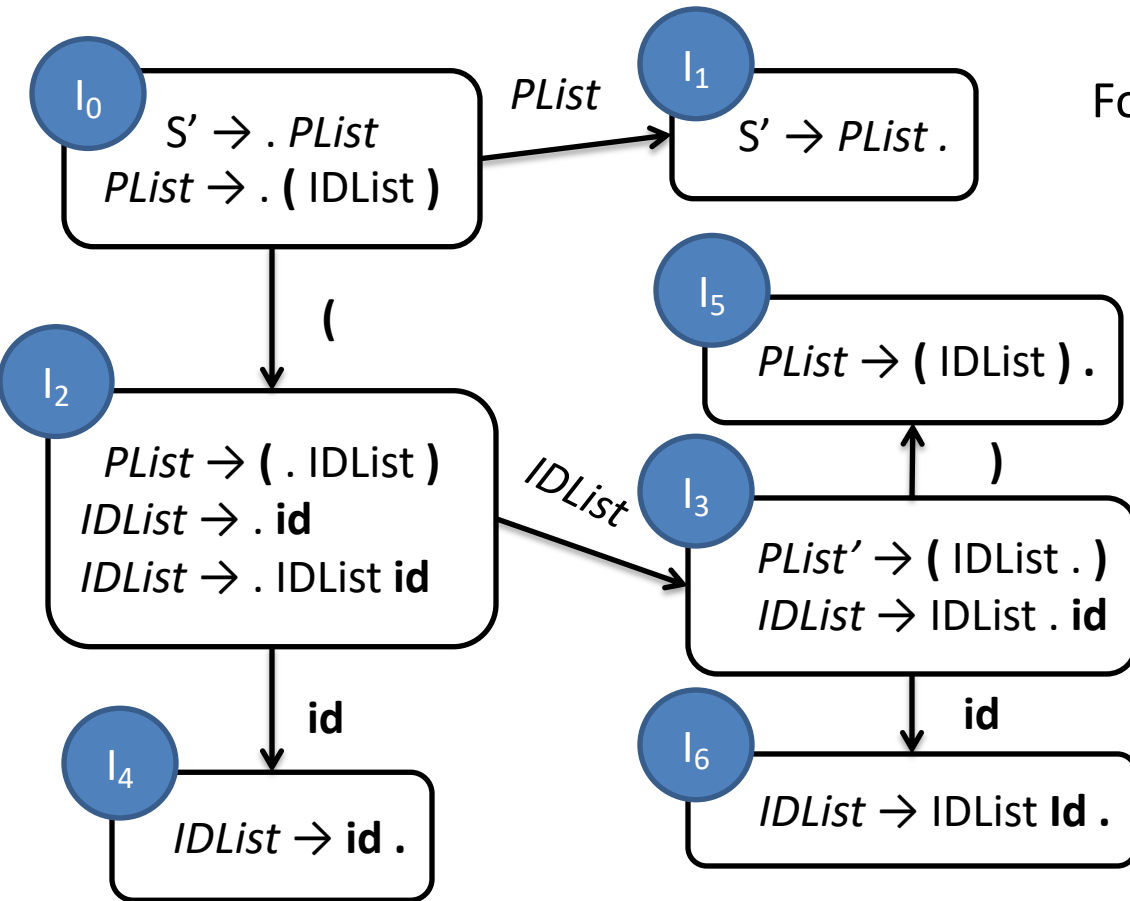 I0
S’ → . PList
PList → . ( IDList )
PList
I1
S’ → PList .
Fo
(
I5
PList → ( IDList ) .
I2
PList → ( . IDList )
IDList → . id
IDList → . IDList id
IDList
)
I3
PList’ → ( IDList . )
IDList → IDList . id
id
id
I4
IDList → id .
I6
IDList → IDList Id .